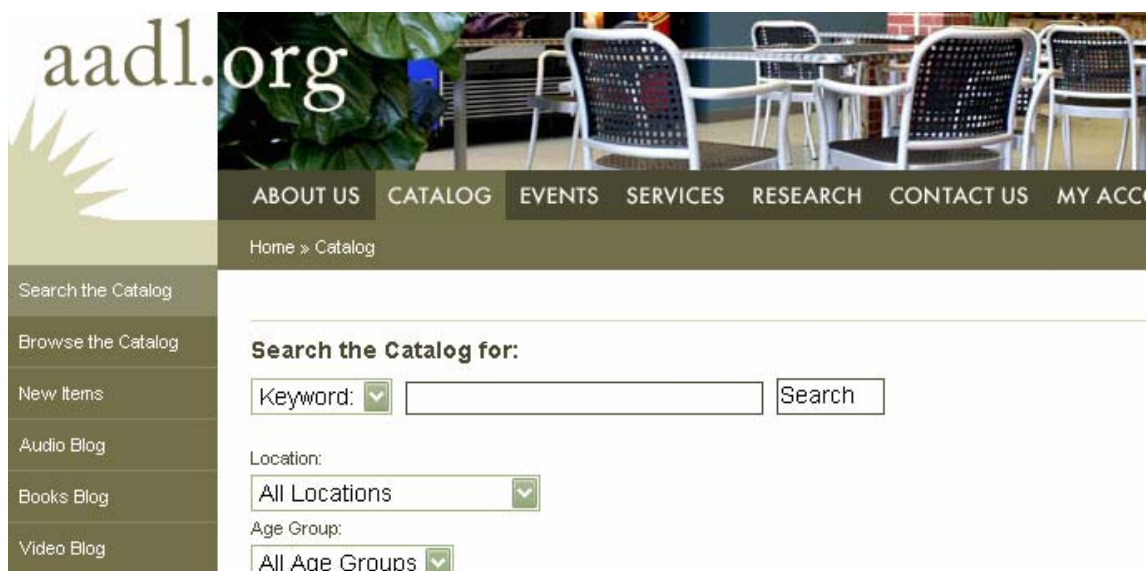 aadl.org
ABOUT US CATALOG EVENTS SERVICES RESEARCH CONTACT US MY ACCO
Home » Catalog
Search the Catalog
Browse the Catalog
New Items
Audio Blog
Books Blog
Video Blog
Search the Catalog for:
Keyword: Search
Location:
All Locations
Age Group:
All Age Groups